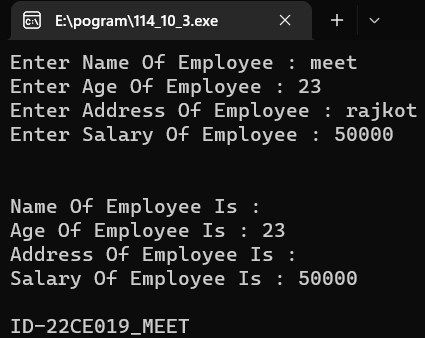 E:\pogram\114_10_3.exe
Enter Name Of Employee : meet
Enter Age Of Employee : 23
Enter Address Of Employee : rajkot
Enter Salary Of Employee : 50000
Name Of Employee Is :
Age Of Employee Is : 23
Address Of Employee Is :
Salary Of Employee Is : 50000
ID-22CE019_MEET